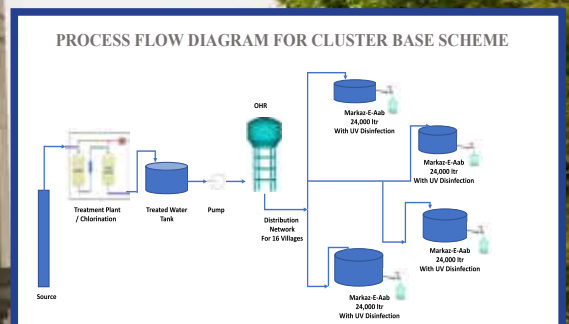 PROCESS FLOW DIAGRAM FOR CLUSTER BASE SCHEME
OHR
Markaz-E-Aab
24,000 ltr
With UV Disinfection
Markaz-E-Aab
24,000 ltr
With UV Disinfection
Treatment Plant
/ Chlorination
Treated Water
Tank
Pump
Distribution
Network
For 16 Villages
Markaz-E-Aab
24,000 ltr
With UV Disinfection
Source
Markaz-E-Aab
24,000 ltr
With UV Disinfection